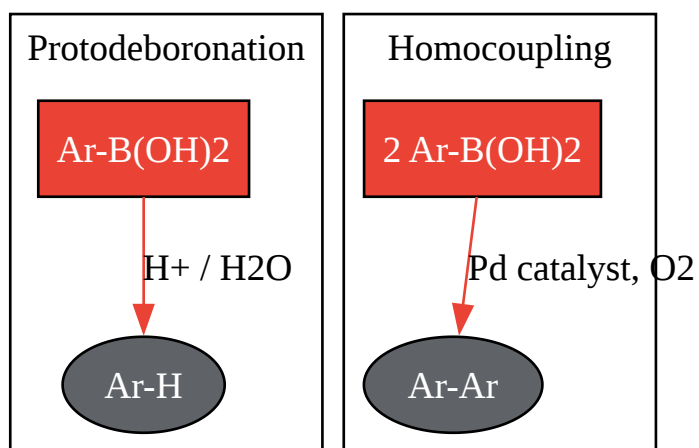 Protodeboronation
Ar-B(OH)2
H+ / H2O
Ar-H
Homocoupling
2 Ar-B(OH)2
Pd catalyst, O2
Ar-Ar